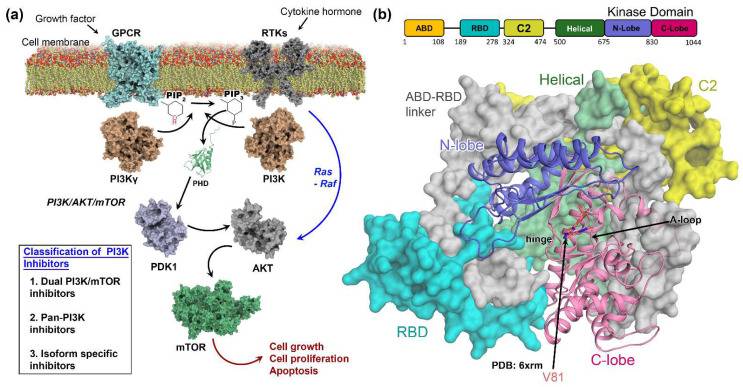 (a)
Growth factor
GPCR
Cytokine hormone
RTKs
Cell membrane
PIP2
PIP3
PI3Kγ
PHD
PI3K
Ras
- Raf
PI3K/AKT/mTOR
PDK1
AKT
mTOR
Classification of PI3K
Inhibitors
1. Dual PI3K/mTOR
inhibitors
2. Pan-PI3K
inhibitors
3. Isoform specific
inhibitors
Cell growth
Cell proliferation
Apoptosis
(b)
Kinase Domain
ABD
RBD
C2
Helical
N-Lobe
C-Lobe
1
108
189
278
324
474
500
675
830
1044
Helical
C2
ABD-RBD
linker
N-lobe
A-loop
hinge
RBD
PDB: 6xrm
C-lobe
V81